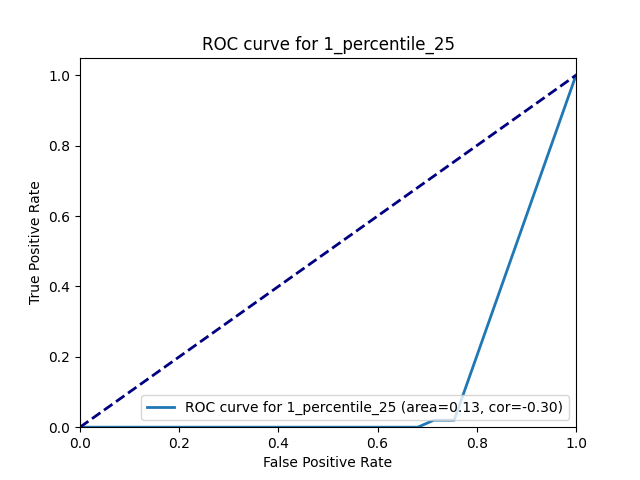 ROC curve for 1_percentile_25
1.0
0.8
0.6
0.4
0.2
0.0
True Positive Rate
ROC curve for 1_percentile_25 (area=0.13, cor=-0.30)
0.0 0.2 0.4 0.6 0.8 1.0
False Positive Rate